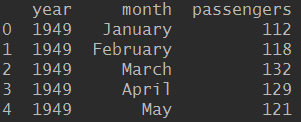 year month passengers
0 1949 January 112
1 1949 February 118
2 1949 March 132
3 1949 April 129
4 1949 May 121